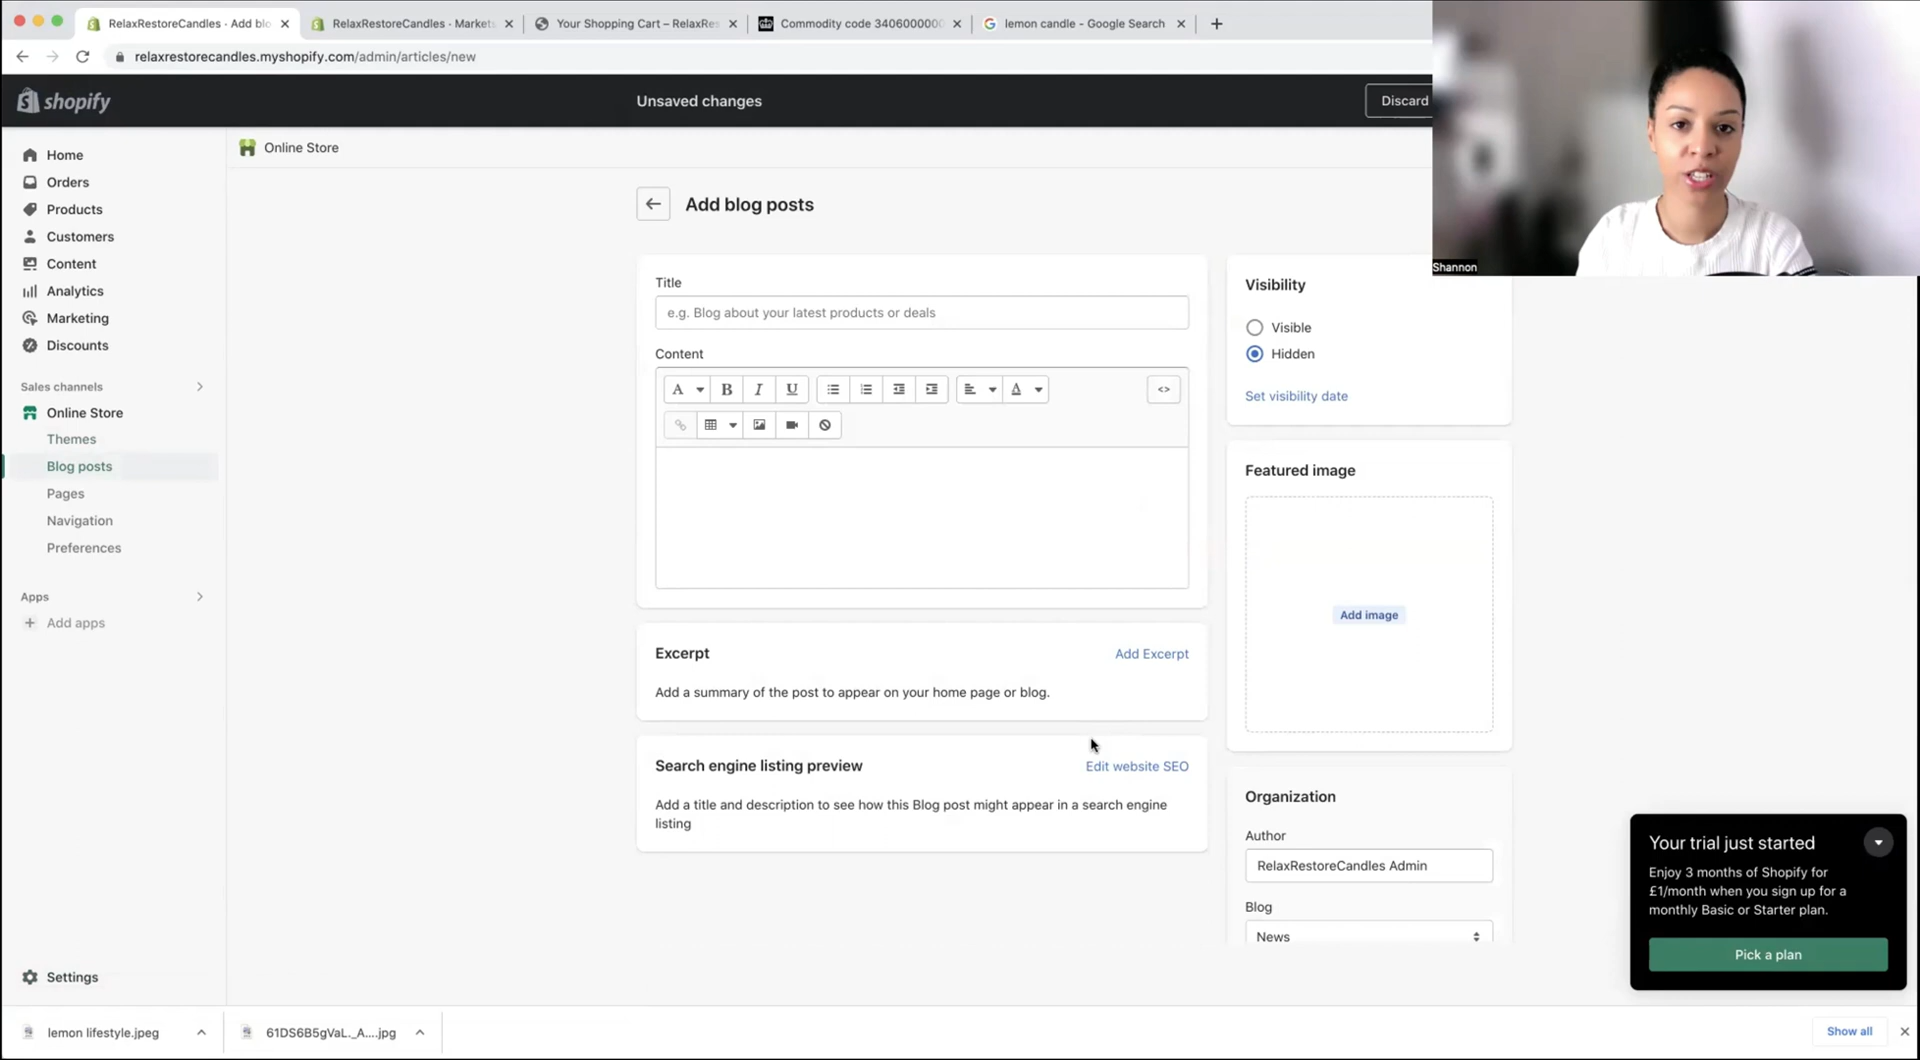 RelaxRestoreCandles · Add blo
RelaxRestoreCandles · Market
Your Shopping Cart – RelaxRes
Commodity code 3406000000
lemon candle - Google Search
relaxrestorecandles.myshopify.com/admin/articles/new
shopify
Unsaved changes
Discard
Shannon
Home
Orders
Products
Customers
Content
Analytics
Marketing
Discounts
Sales channels
Online Store
Themes
Blog posts
Pages
Navigation
Preferences
Apps
Add apps
Settings
Online Store
Add blog posts
Title
e.g. Blog about your latest products or deals
Content
A B I U A <>
Excerpt
Add Excerpt
Add a summary of the post to appear on your home page or blog.
Search engine listing preview
Edit website SEO
Add a title and description to see how this Blog post might appear in a search engine
listing
Visibility
Visible
Hidden
Set visibility date
Featured image
Add image
Organization
Author
RelaxRestoreCandles Admin
Blog
News
Your trial just started
Enjoy 3 months of Shopify for
£1/month when you sign up for a
monthly Basic or Starter plan.
Pick a plan
lemon lifestyle.jpeg
61DS6B5gVaL._A....jpg
Show all